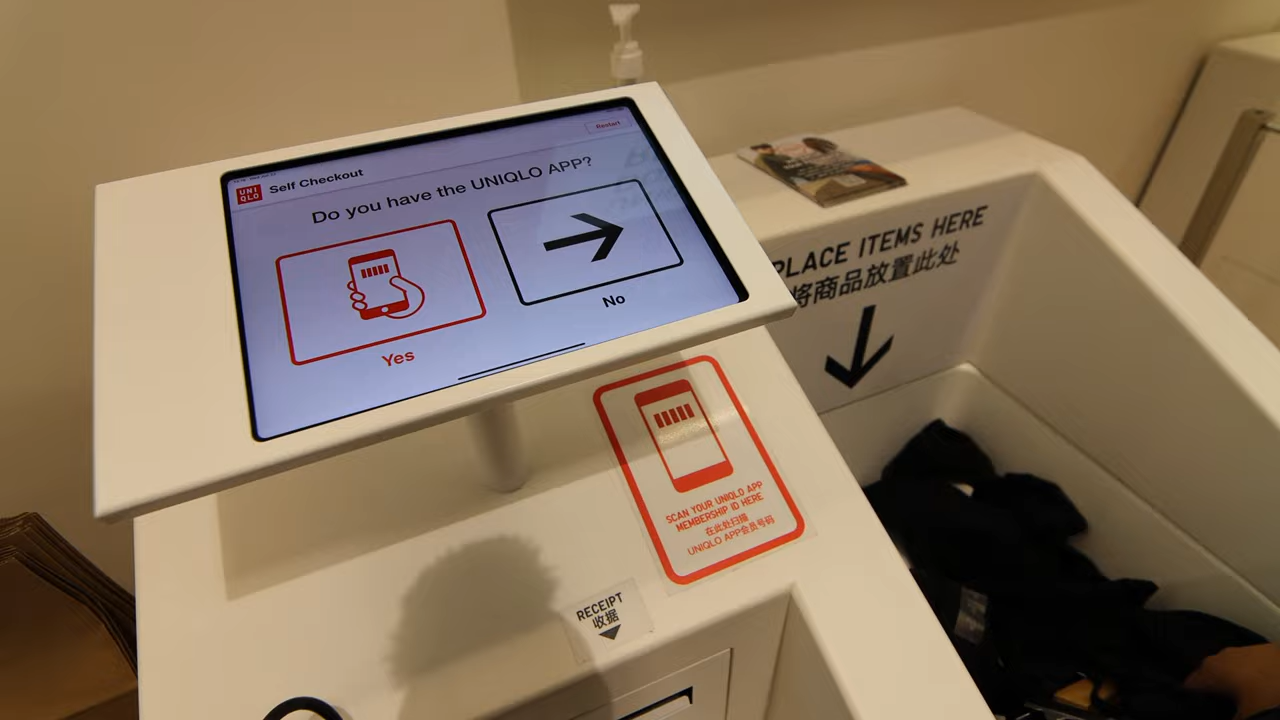 Restart
UNI
QLO
Self Checkout
Do you have the UNIQLO APP?
Yes
No
PLACE ITEMS HERE
将商品放置此处
SCAN YOUR UNIQLO APP
MEMBERSHIP ID HERE
在此处扫描
UNIQLO APP会员号码
RECEIPT
收据